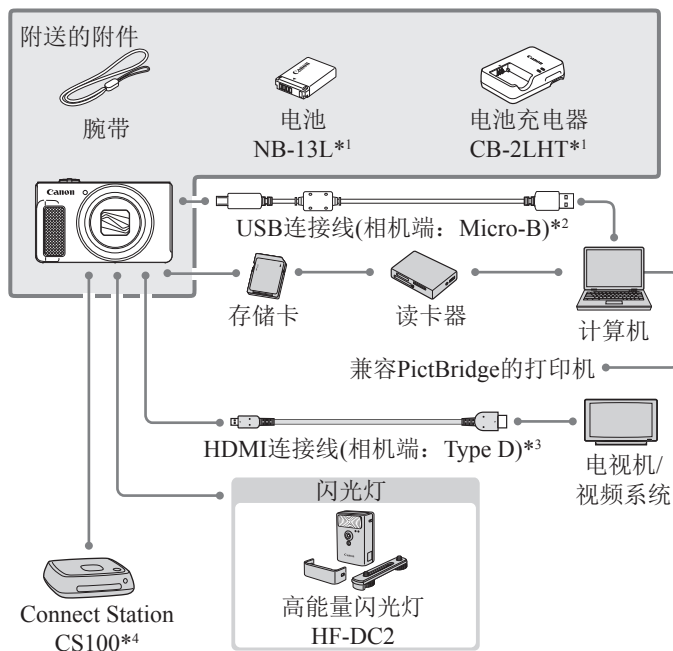 附送的附件
腕带
电池
NB-13L*1
电池充电器
CB-2LHT*1
Canon
USB连接线(相机端：Micro-B)*2
存储卡
读卡器
计算机
兼容PictBridge的打印机
HDMI连接线(相机端：Type D)*3
电视机/
视频系统
闪光灯
高能量闪光灯
HF-DC2
Connect Station
CS100*4